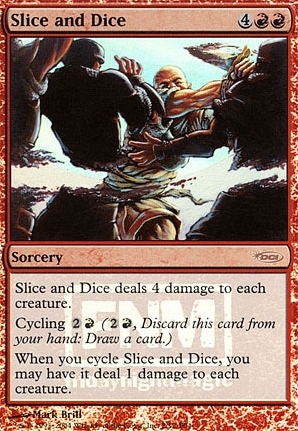 Slice and Dice 4
Sorcery
DCI
Slice and Dice deals 4 damage to each
creature.
Cycling 2 (2, Discard this card from
your hand: Draw a card.)
When you cycle Slice and Dice, you
may have it deal 1 damage to each
creature.
FNM
Mark Brill